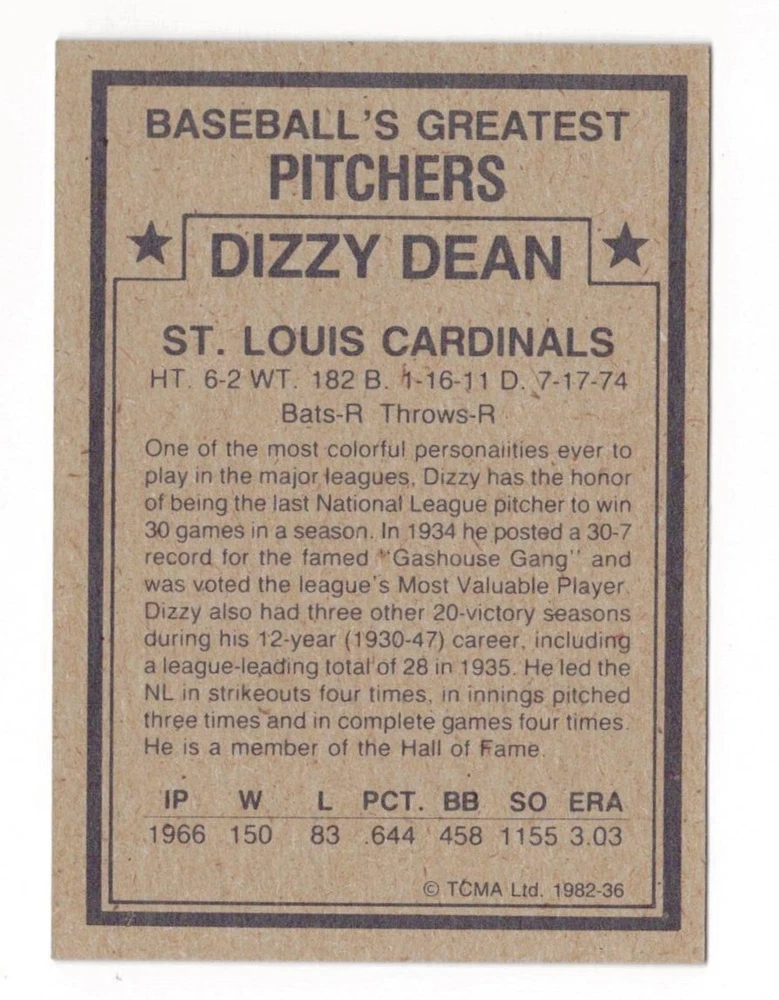 BASEBALL'S GREATEST
PITCHERS
★ DIZZY DEAN ★
ST. LOUIS CARDINALS
HT. 6-2 WT. 182 B. 1-16-11 D. 7-17-74
Bats-R Throws-R
One of the most colorful personalities ever to
play in the major leagues, Dizzy has the honor
of being the last National League pitcher to win
30 games in a season. In 1934 he posted a 30-7
record for the famed "Gashouse Gang" and
was voted the league's Most Valuable Player.
Dizzy also had three other 20-victory seasons
during his 12-year (1930-47) career, including
a league-leading total of 28 in 1935. He led the
NL in strikeouts four times, in innings pitched
three times and in complete games four times.
He is a member of the Hall of Fame.
IP W L PCT. BB SO ERA
1966 150 83 .644 458 1155 3.03
© TCMA Ltd. 1982-36